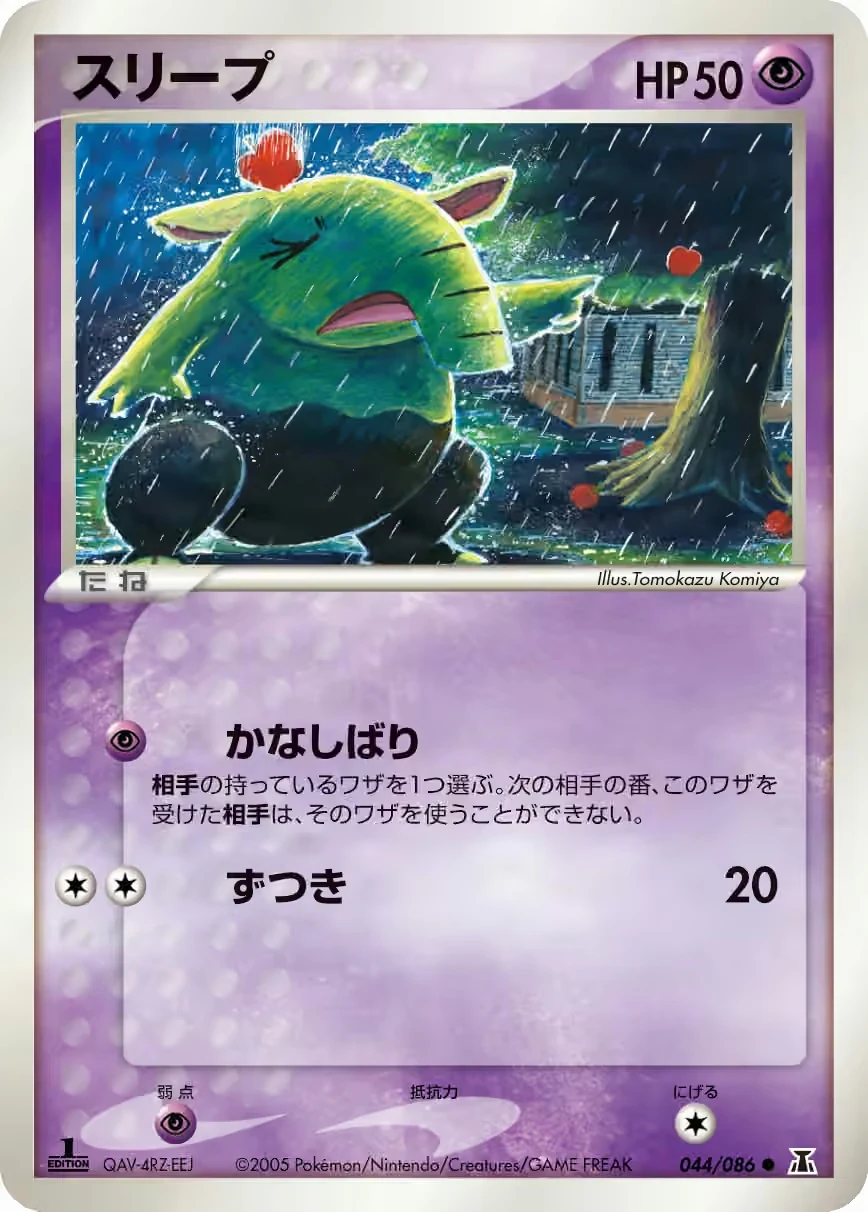 スリープ HP50
たね Illus.Tomokazu Komiya
かなしばり
相手の持っているワザを1つ選ぶ。次の相手の番、このワザを
受けた相手は、そのワザを使うことができない。
ずつき 20
弱点 抵抗力 にげる
1 EDITION QAV-4RZ-EEJ ©2005 Pokémon/Nintendo/Creatures/GAME FREAK 044/086